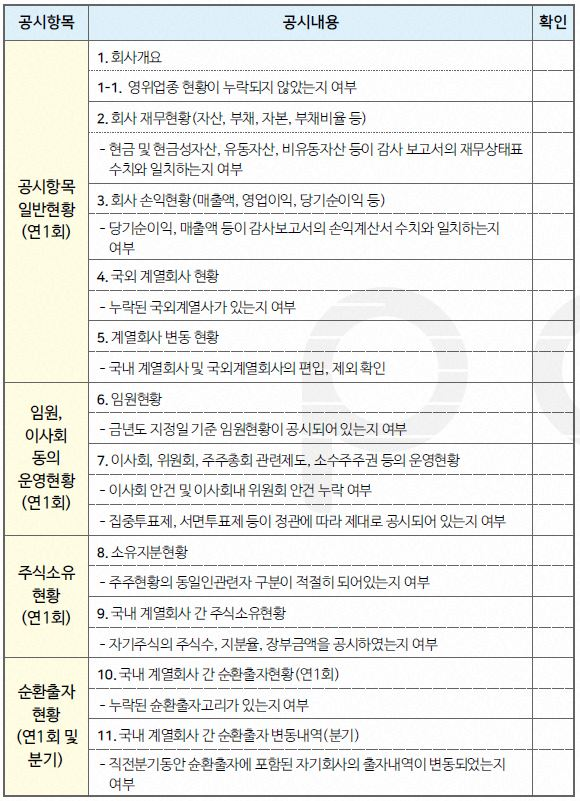 공시항목 공시내용 확인
공시항목
일반현황
(연1회)
1. 회사개요
1-1. 영위업종 현황이 누락되지 않았는지 여부
2. 회사 재무현황(자산, 부채, 자본, 부채비율 등)
- 현금 및 현금성자산, 유동자산, 비유동자산 등이 감사 보고서의 재무상태표
수치와 일치하는지 여부
3. 회사 손익현황(매출액, 영업이익, 당기순이익 등)
- 당기순이익, 매출액 등이 감사보고서의 손익계산서 수치와 일치하는지
여부
4. 국외 계열회사 현황
- 누락된 국외계열사가 있는지 여부
5. 계열회사 변동 현황
- 국내 계열회사 및 국외계열회사의 편입, 제외 확인
임원,
이사회
등의
운영현황
(연1회)
6. 임원현황
- 금년도 지정일 기준 임원현황이 공시되어 있는지 여부
7. 이사회, 위원회, 주주총회 관련제도, 소수주주권 등의 운영현황
- 이사회 안건 및 이사회내 위원회 안건 누락 여부
- 집중투표제, 서면투표제 등이 정관에 따라 제대로 공시되어 있는지 여부
주식소유
현황
(연1회)
8. 소유지분현황
- 주주현황의 동일인관련자 구분이 적절히 되어있는지 여부
9. 국내 계열회사 간 주식소유현황
- 자기주식의 주식수, 지분율, 장부금액을 공시하였는지 여부
순환출자
현황
(연1회 및
분기)
10. 국내 계열회사 간 순환출자현황(연1회)
- 누락된 순환출자고리가 있는지 여부
11. 국내 계열회사 간 순환출자 변동내역(분기)
- 직전분기동안 순환출자에 포함된 자기회사의 출자내역이 변동되었는지
여부